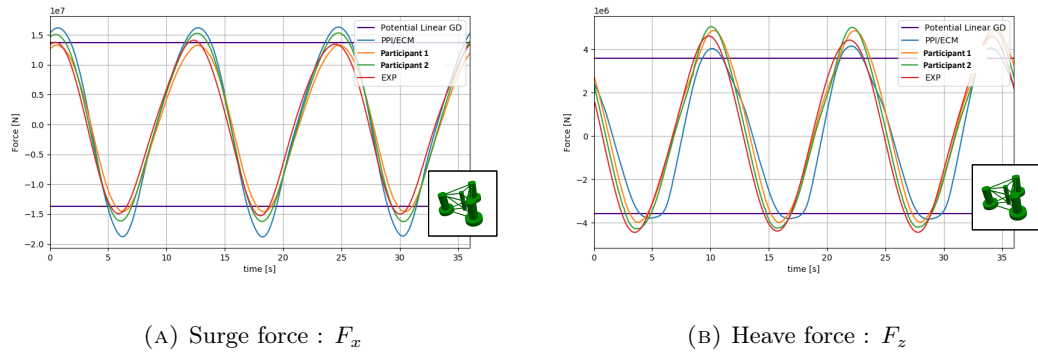 1e7
Potential Linear GD
PPI/ECM
Participant 1
Participant 2
EXP
1.5
1.0
0.5
0.0
−0.5
−1.0
−1.5
−2.0
Force [N]
0 5 10 15 20 25 30 35
time [s]
1e6
Potential Linear GD
PPI/ECM
Participant 1
Participant 2
EXP
4
2
0
−2
−4
Force [N]
0 5 10 15 20 25 30 35
time [s]
(A) Surge force : Fx
(B) Heave force : Fz